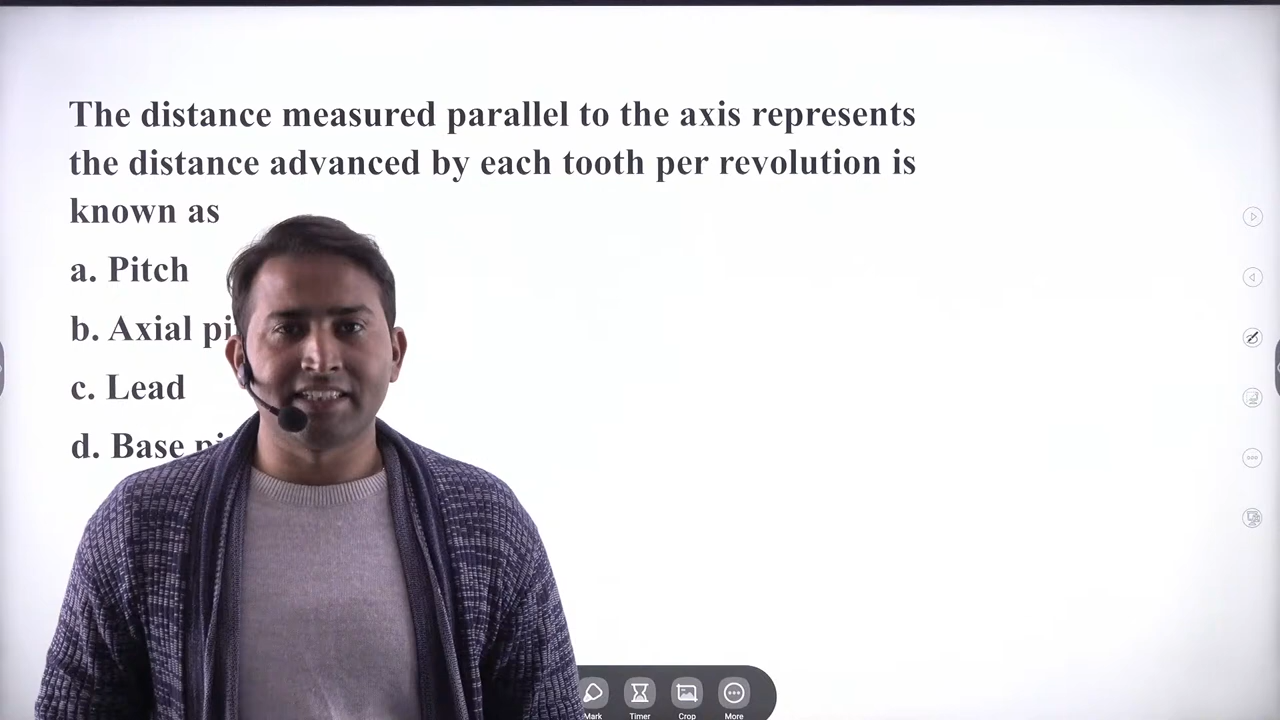 The distance measured parallel to the axis represents
the distance advanced by each tooth per revolution is
known as
a. Pitch
b. Axial
c. Lead
d. Base
Mark
Timer
Crop
More